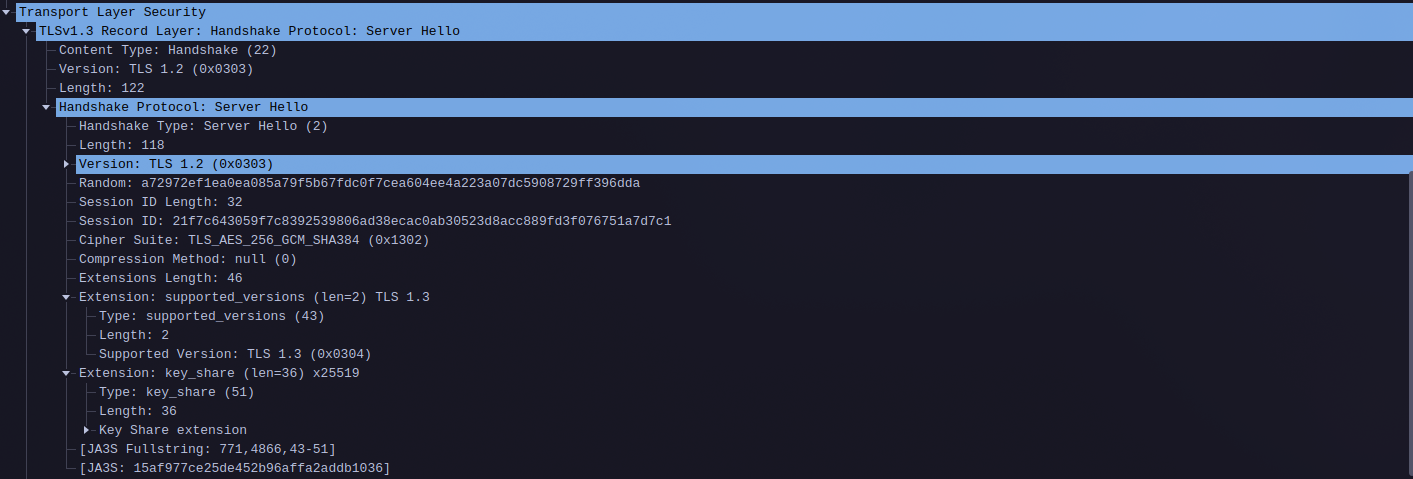 Transport Layer Security
TLSv1.3 Record Layer: Handshake Protocol: Server Hello
Content Type: Handshake (22)
Version: TLS 1.2 (0x0303)
Length: 122
Handshake Protocol: Server Hello
Handshake Type: Server Hello (2)
Length: 118
Version: TLS 1.2 (0x0303)
Random: a72972ef1ea0ea085a79f5b67fdc0f7cea604ee4a223a07dc5908729ff396dda
Session ID Length: 32
Session ID: 21f7c643059f7c8392539806ad38ecac0ab30523d8acc889fd3f076751a7d7c1
Cipher Suite: TLS_AES_256_GCM_SHA384 (0x1302)
Compression Method: null (0)
Extensions Length: 46
Extension: supported_versions (len=2) TLS 1.3
Type: supported_versions (43)
Length: 2
Supported Version: TLS 1.3 (0x0304)
Extension: key_share (len=36) x25519
Type: key_share (51)
Length: 36
Key Share extension
[JA3S Fullstring: 771,4866,43-51]
[JA3S: 15af977ce25de452b96affa2addb1036]